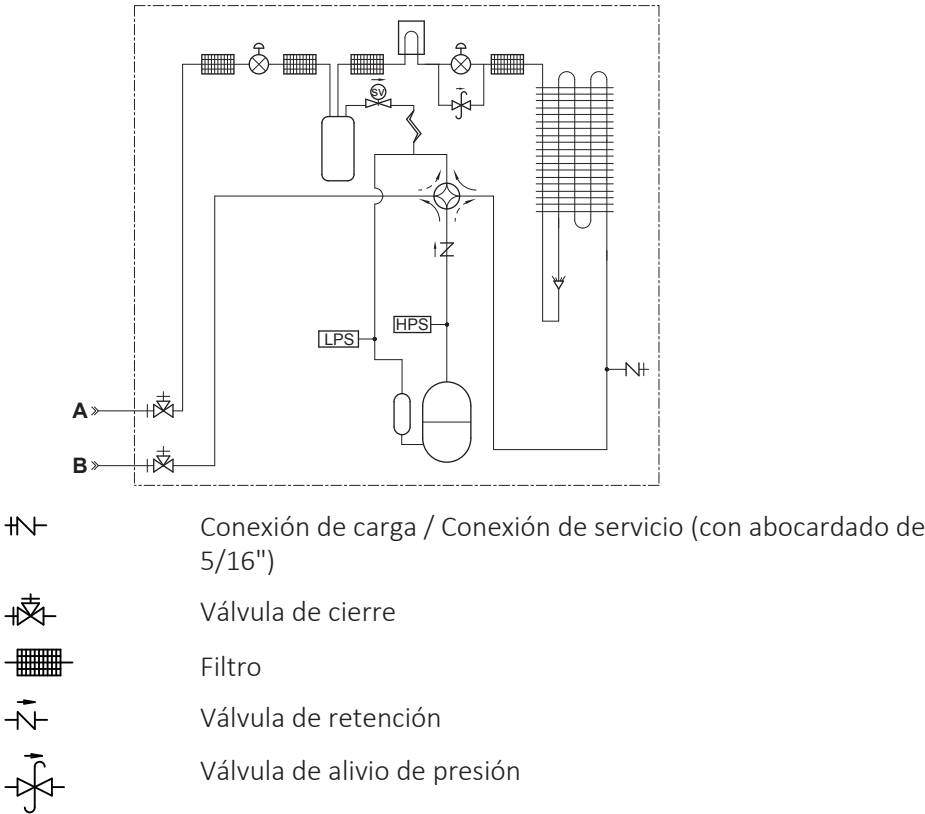 SV
LPS
HPS
A
B
Conexión de carga / Conexión de servicio (con abocardado de
5/16")
Válvula de cierre
Filtro
Válvula de retención
Válvula de alivio de presión